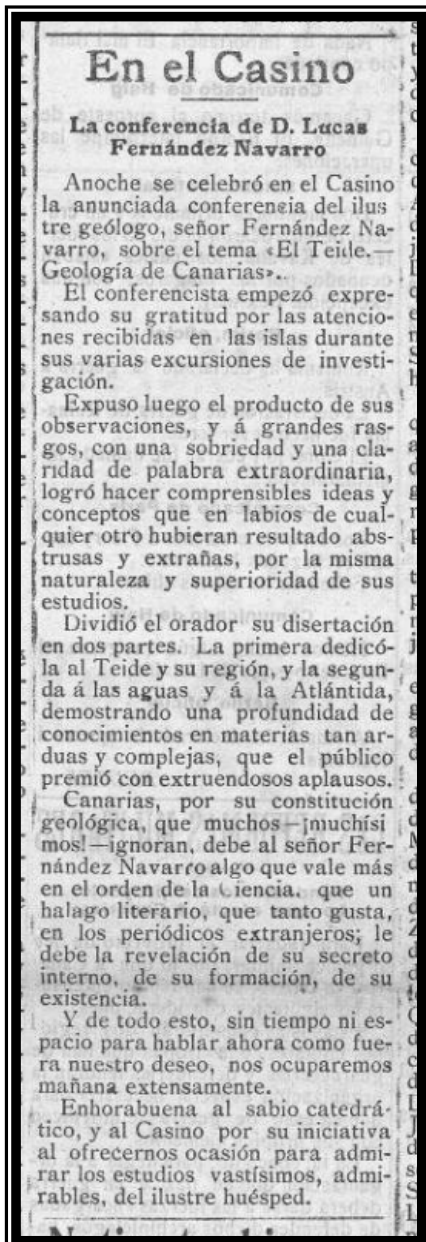 En el Casino
La conferencia de D. Lucas
Fernández Navarro
Anoche se celebró en el Casino
la anunciada conferencia del ilus
tre geólogo, señor Fernández Na-
varro, sobre el tema «El Teide.—
Geología de Canarias»..
El conferencista empezó expre-
sando su gratitud por las atencio-
nes recibidas en las islas durante
sus varias excursiones de investi-
gación.
Expuso luego el producto de sus
observaciones, y á grandes ras-
gos, con una sobriedad y una cla-
ridad de palabra extraordinaria,
logró hacer comprensibles ideas y
conceptos que en labios de cual-
quier otro hubieran resultado abs-
trusas y extrañas, por la misma
naturaleza y superioridad de sus
estudios.
Dividió el orador su disertación
en dos partes. La primera dedicó-
la al Teide y su región, y la segun-
da á las aguas y á la Atlántida,
demostrando una profundidad de
conocimientos en materias tan ar-
duas y complejas, que el público
premió con extruendosos aplausos.
Canarias, por su constitución
geológica, que muchos—¡muchísi
mos!—ignoran, debe al señor Fer-
nández Navarro algo que vale más
en el orden de la Ciencia, que un
halago literario, que tanto gusta,
en los periódicos extranjeros; le
debe la revelación de su secreto
interno, de su formación, de su
existencia.
Y de todo esto, sin tiempo ni es-
pacio para hablar ahora como fue-
ra nuestro deseo, nos ocuparemos
mañana extensamente.
Enhorabuena al sabio catedrá-
tico, y al Casino por su iniciativa
al ofrecernos ocasión para admi-
rar los estudios vastísimos, admi-
rables, del ilustre huésped.